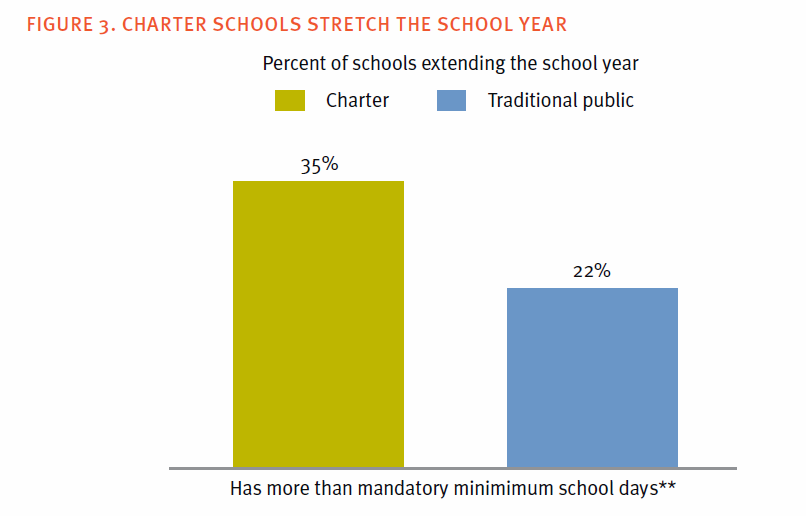 FIGURE 3. CHARTER SCHOOLS STRETCH THE SCHOOL YEAR
Percent of schools extending the school year
Charter Traditional public
35%
22%
Has more than mandatory minimimum school days**